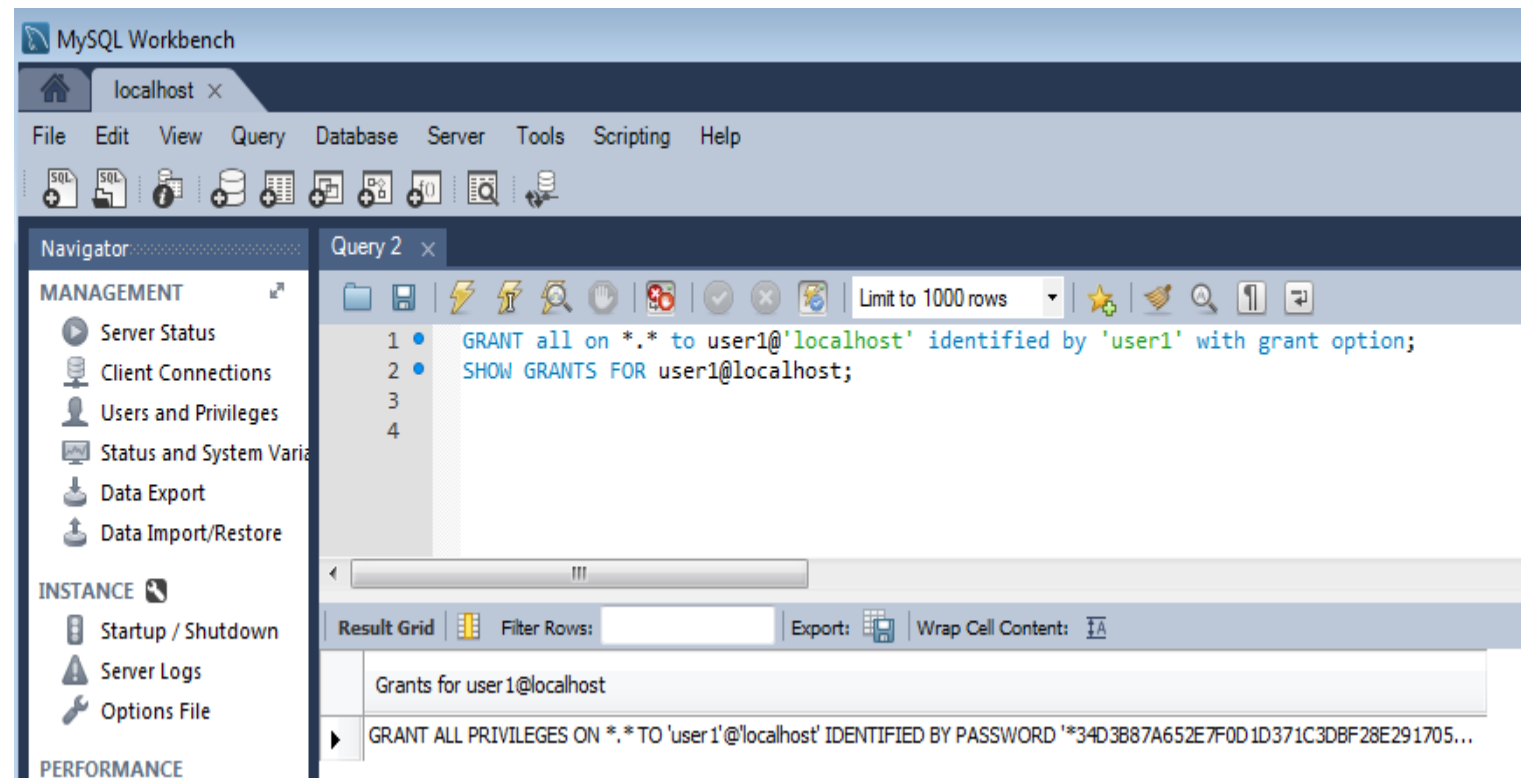 MySQL Workbench
localhost
File Edit View Query Database Server Tools Scripting Help
SQL SQL f()
Navigator
Query 2
MANAGEMENT
Limit to 1000 rows
Server Status
Client Connections
Users and Privileges
Status and System Varia
Data Export
Data Import/Restore
INSTANCE
Startup / Shutdown
Server Logs
Options File
PERFORMANCE
1 GRANT all on *.* to user1@'localhost' identified by 'user1' with grant option;
2 SHOW GRANTS FOR user1@localhost;
3
4
Result Grid Filter Rows: Export: Wrap Cell Content: IA
Grants for user1@localhost
GRANT ALL PRIVILEGES ON *.* TO 'user1'@'localhost' IDENTIFIED BY PASSWORD '*34D3B87A652E7F0D1D371C3DBF28E291705...